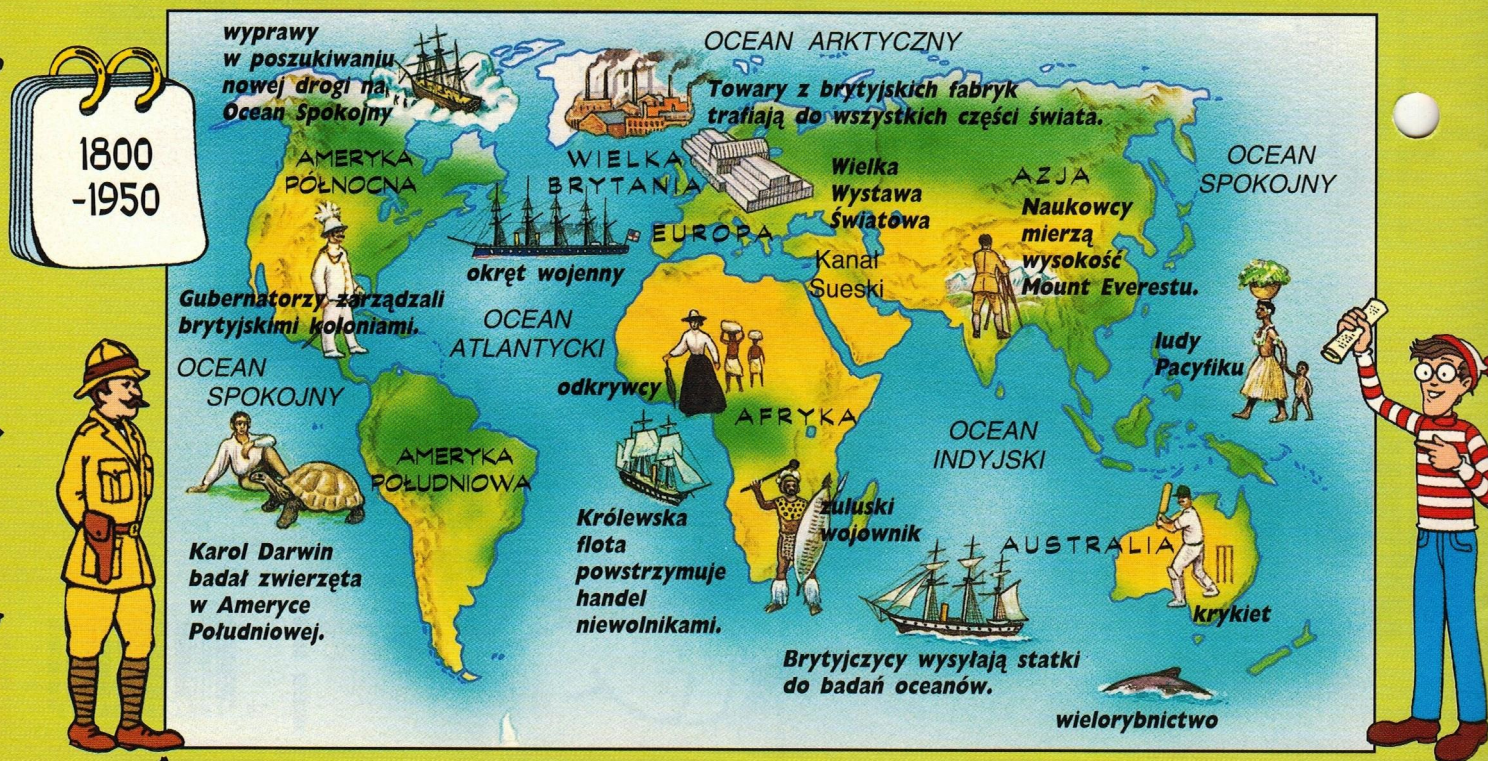 1800
-1950
wyprawy
w poszukiwaniu
nowej drogi na
Ocean Spokojny
OCEAN ARKTYCZNY
Towary z brytyjskich fabryk
trafiają do wszystkich części świata.
AMERYKA
PÓŁNOCNA
WIELKA
BRYTANIA
Wielka
Wystawa
Światowa
AZJA
OCEAN
SPOKOJNY
Naukowcy
mierzą
wysokość
Mount Everestu.
EUROPA
okręt wojenny
Kanał
Sueski
Gubernatorzy zarządzali
brytyjskimi koloniami.
OCEAN
ATLANTYCKI
ludy
Pacyfiku
OCEAN
SPOKOJNY
odkrywcy
AFRYKA
OCEAN
INDYJSKI
AMERYKA
POŁUDNIOWA
Karol Darwin
badał zwierzęta
w Ameryce
Południowej.
Królewska
flota
powstrzymuje
handel
niewolnikami.
zuluski
wojownik
AUSTRALIA
krykiet
Brytyjczycy wysyłają statki
do badań oceanów.
wielorybnictwo